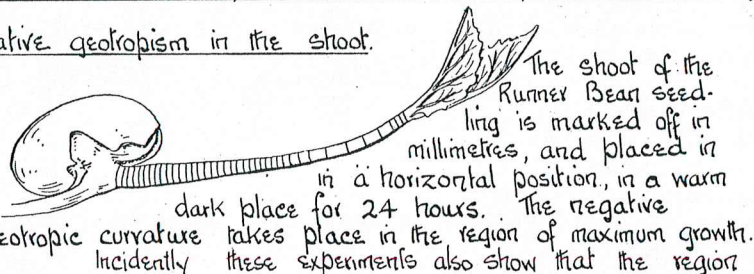 ative geotropism in the shoot.
The shoot of the
Runner Bean seed-
ling is marked off in
millimetres, and placed in
in a horizontal position, in a warm
dark place for 24 hours. The negative
eotropic curvature takes place in the region of maximum growth.
Incidently these experiments also show that the region